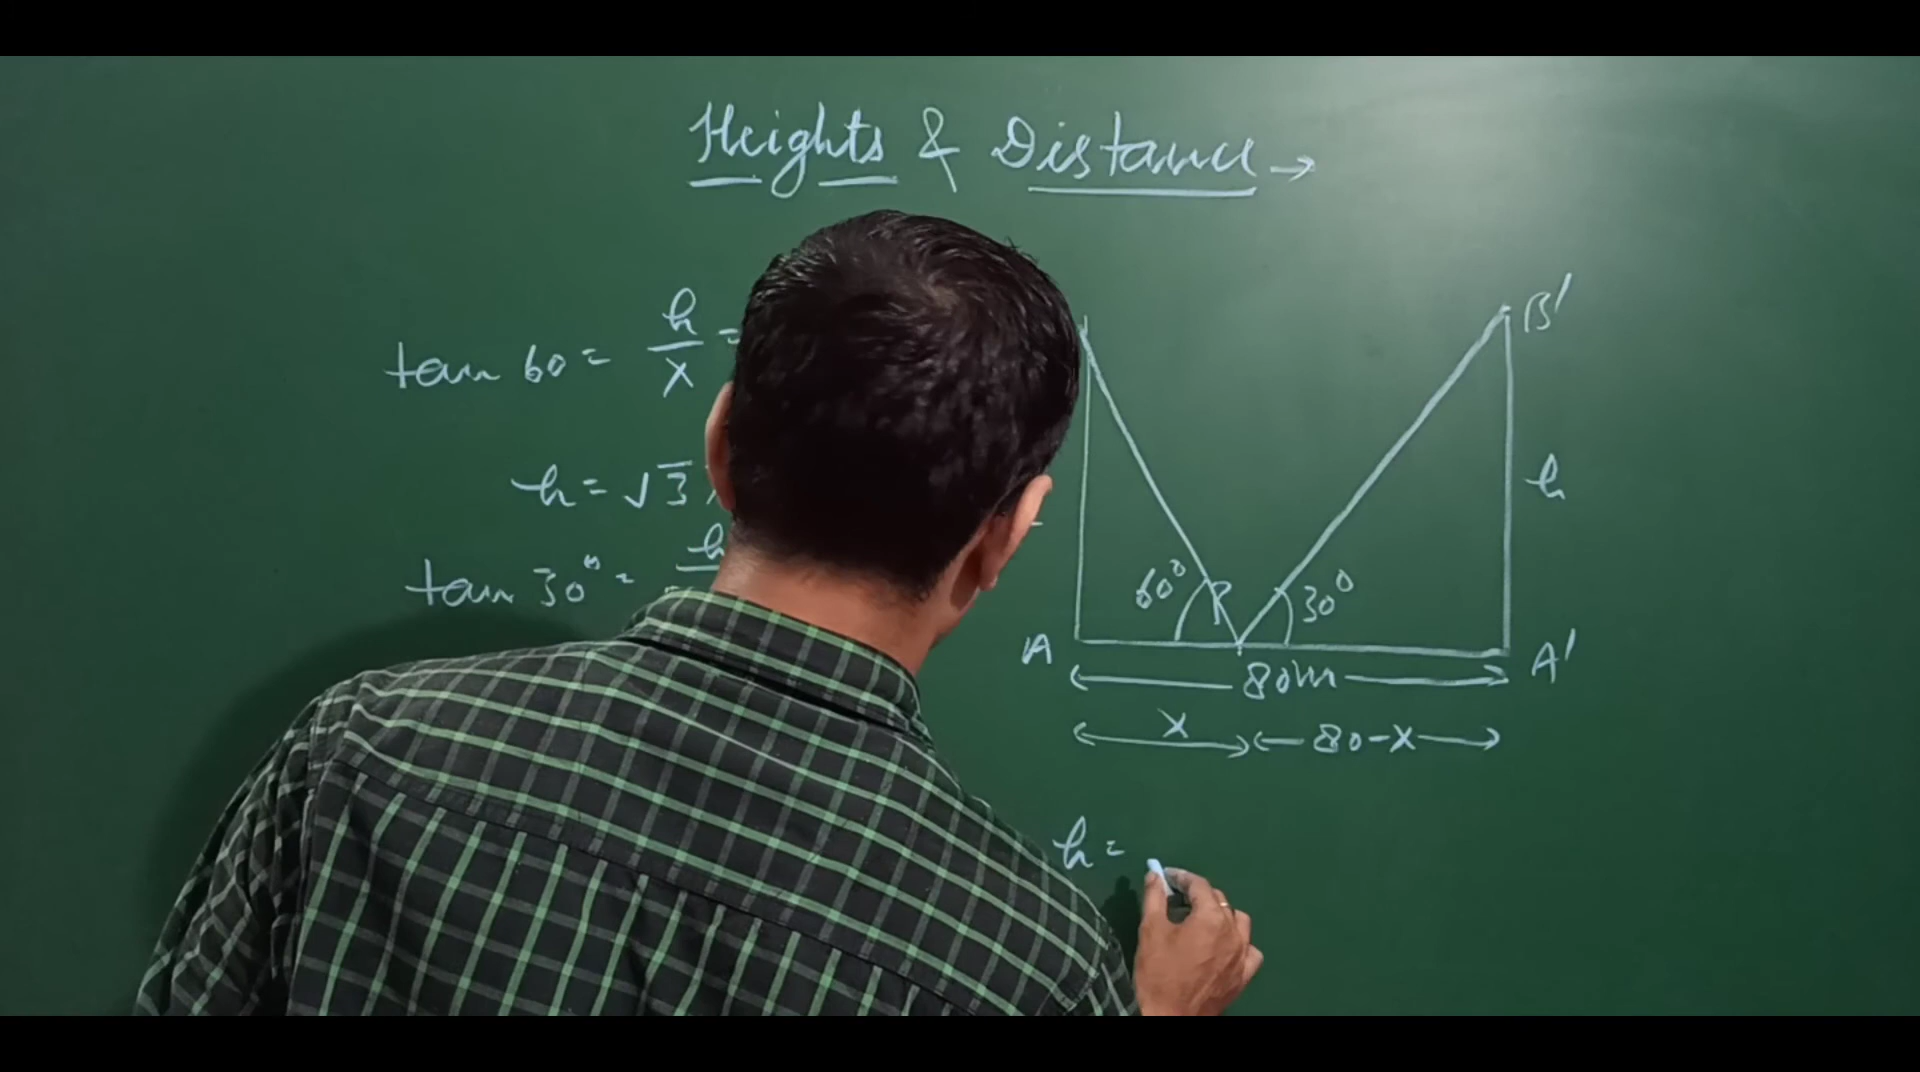 Heights & Distance →
tan 60 = h/x =
h = √3
tan 30° = h
B'
h
60°
P
30°
A
A'
80m
x
80-x
h =